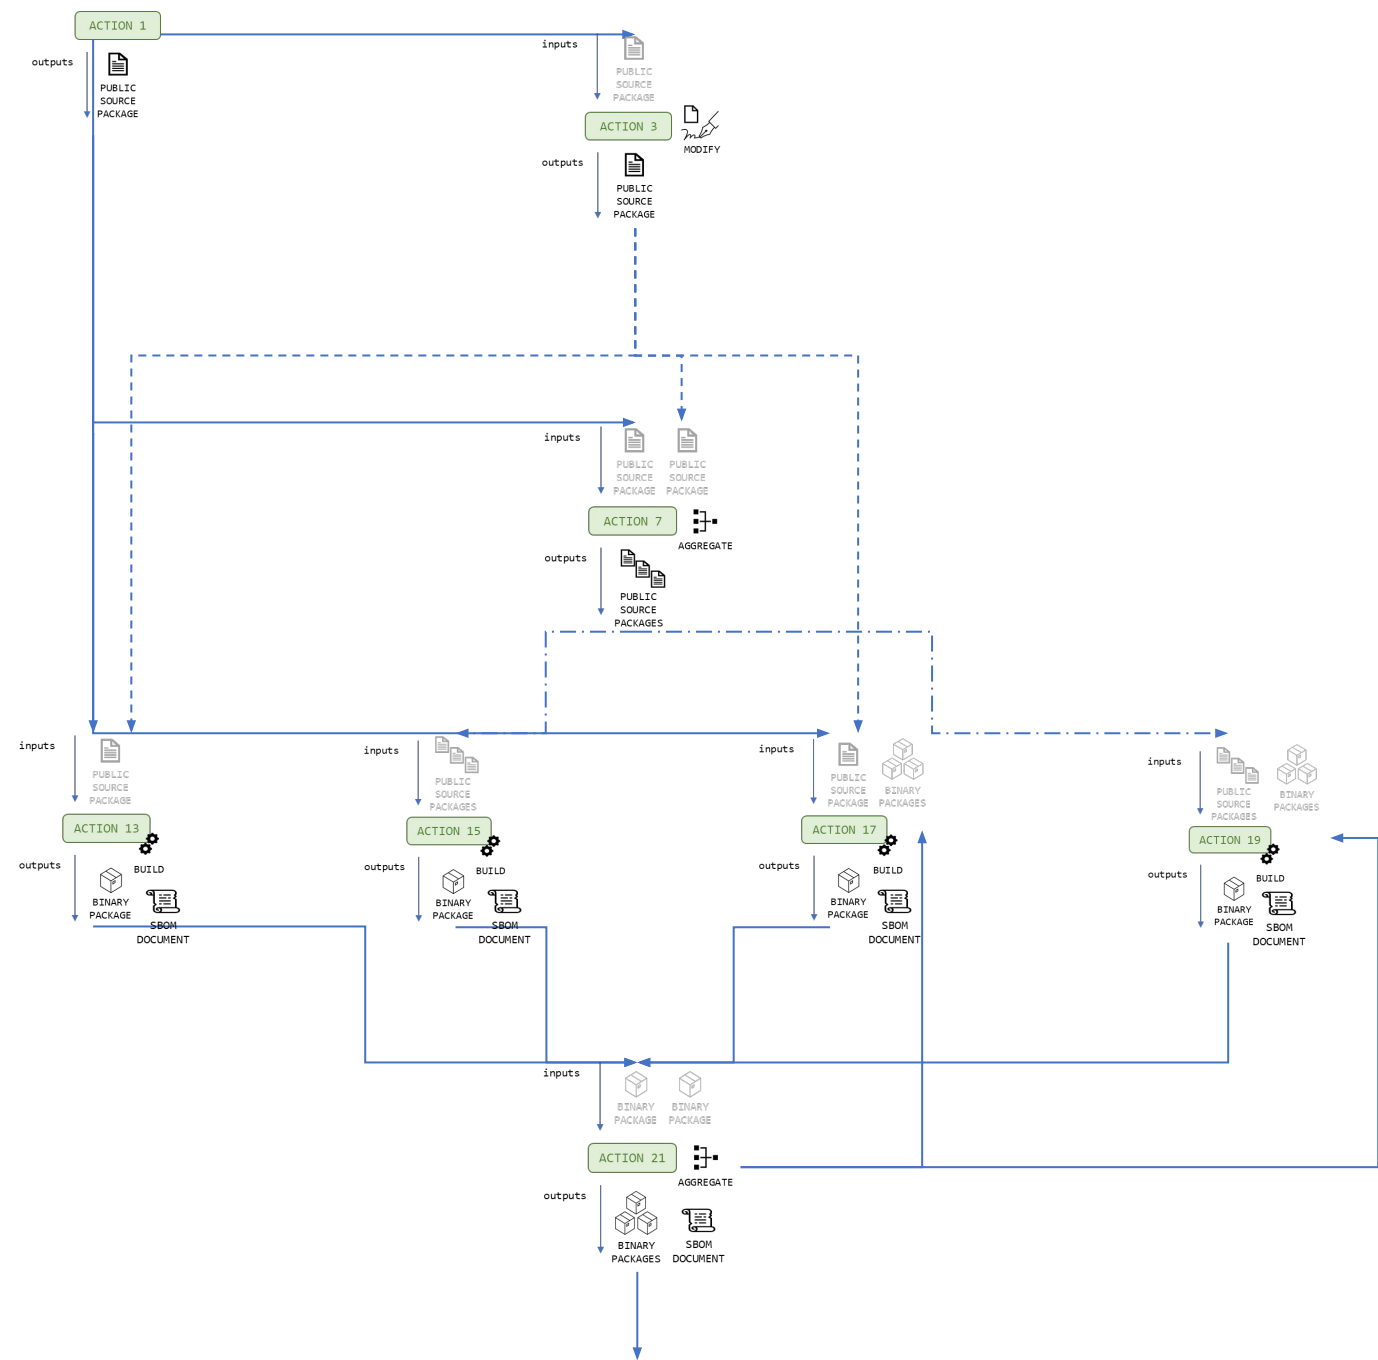 ACTION 1
outputs
PUBLIC
SOURCE
PACKAGE
inputs
PUBLIC
SOURCE
PACKAGE
ACTION 3
MODIFY
outputs
PUBLIC
SOURCE
PACKAGE
inputs
PUBLIC
SOURCE
PACKAGE
PUBLIC
SOURCE
PACKAGE
ACTION 7
AGGREGATE
outputs
PUBLIC
SOURCE
PACKAGES
inputs
PUBLIC
SOURCE
PACKAGE
ACTION 13
BUILD
outputs
BINARY
PACKAGE
SBOM
DOCUMENT
inputs
PUBLIC
SOURCE
PACKAGES
ACTION 15
BUILD
outputs
BINARY
PACKAGE
SBOM
DOCUMENT
inputs
PUBLIC
SOURCE
PACKAGE
BINARY
PACKAGES
ACTION 17
BUILD
outputs
BINARY
PACKAGE
SBOM
DOCUMENT
inputs
PUBLIC
SOURCE
PACKAGES
BINARY
PACKAGES
ACTION 19
BUILD
outputs
BINARY
PACKAGE
SBOM
DOCUMENT
inputs
BINARY
PACKAGE
BINARY
PACKAGE
ACTION 21
AGGREGATE
outputs
BINARY
PACKAGES
SBOM
DOCUMENT